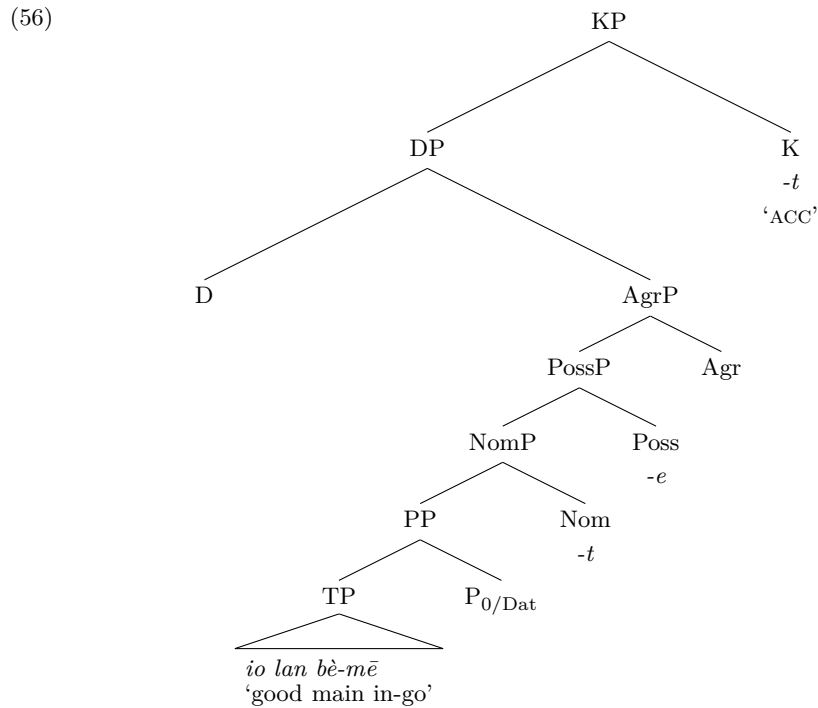 (56)
KP
DP K
-t
‘ACC’
D AgrP
PossP Agr
NomP Poss
-e
PP Nom
-t
TP P0/Dat
io lan bè-mē
‘good main in-go’